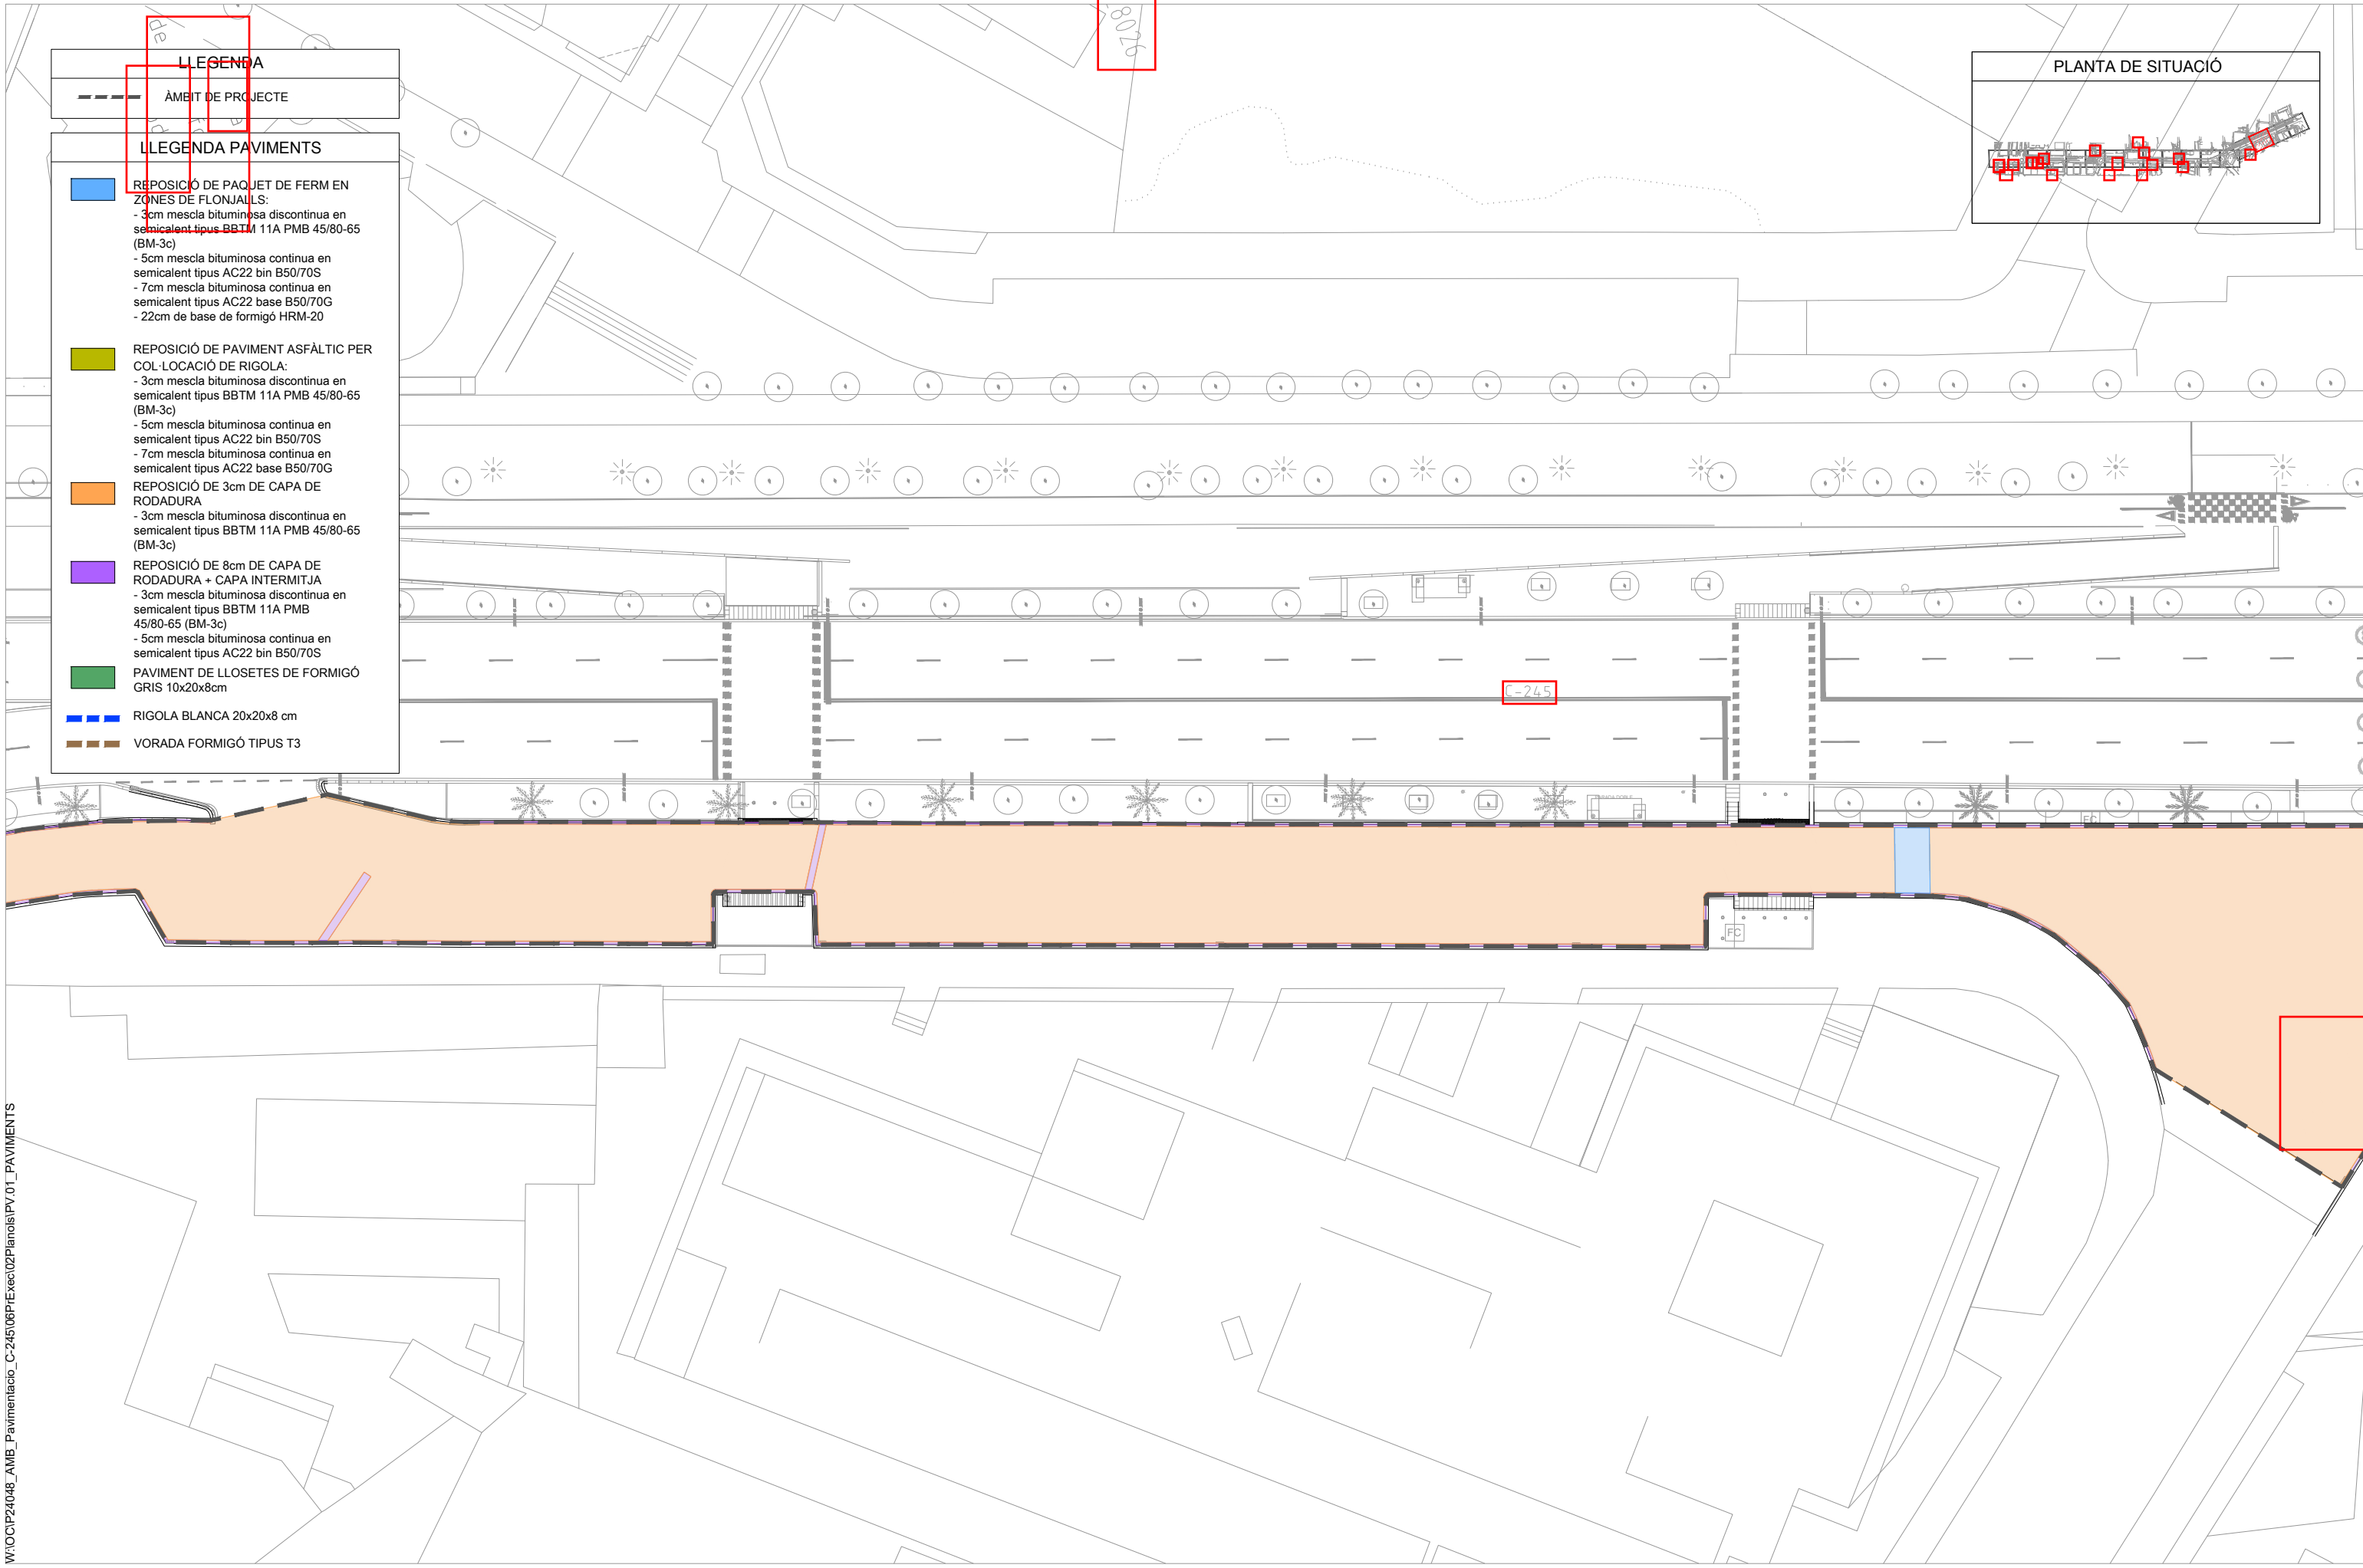 LLEGENDA
ÀMBIT DE PROJECTE
LLEGENDA PAVIMENTS
REPOSICIÓ DE PAQUET DE FERM EN
ZONES DE FLONJALLS:
- 3cm mescla bituminosa discontinua en
semicalent tipus BBTM 11A PMB 45/80-65
(BM-3c)
- 5cm mescla bituminosa continua en
semicalent tipus AC22 bin B50/70S
- 7cm mescla bituminosa continua en
semicalent tipus AC22 base B50/70G
- 22cm de base de formigó HRM-20
REPOSICIÓ DE PAVIMENT ASFÀLTIC PER
COL·LOCACIÓ DE RIGOLA:
- 3cm mescla bituminosa discontinua en
semicalent tipus BBTM 11A PMB 45/80-65
(BM-3c)
- 5cm mescla bituminosa continua en
semicalent tipus AC22 bin B50/70S
- 7cm mescla bituminosa continua en
semicalent tipus AC22 base B50/70G
REPOSICIÓ DE 3cm DE CAPA DE
RODADURA
- 3cm mescla bituminosa discontinua en
semicalent tipus BBTM 11A PMB 45/80-65
(BM-3c)
REPOSICIÓ DE 8cm DE CAPA DE
RODADURA + CAPA INTERMITJA
- 3cm mescla bituminosa discontinua en
semicalent tipus BBTM 11A PMB
45/80-65 (BM-3c)
- 5cm mescla bituminosa continua en
semicalent tipus AC22 bin B50/70S
PAVIMENT DE LLOSETES DE FORMIGÓ
GRIS 10x20x8cm
RIGOLA BLANCA 20x20x8 cm
VORADA FORMIGÓ TIPUS T3
PLANTA DE SITUACIÓ
C-245
FC
FC
W:\OC\P24048_AMB_Pavimentacio_C-245\06PrExec\02Planols\PV.01_PAVIMENTS